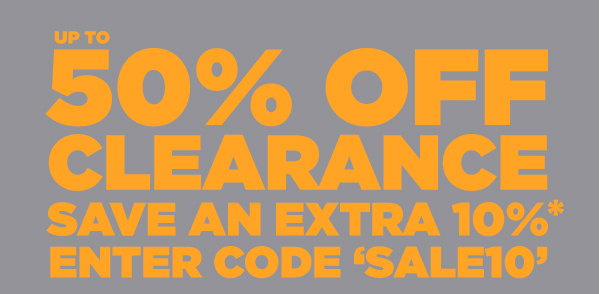 UP TO
50% OFF
CLEARANCE
SAVE AN EXTRA 10%*
ENTER CODE ‘SALE10’